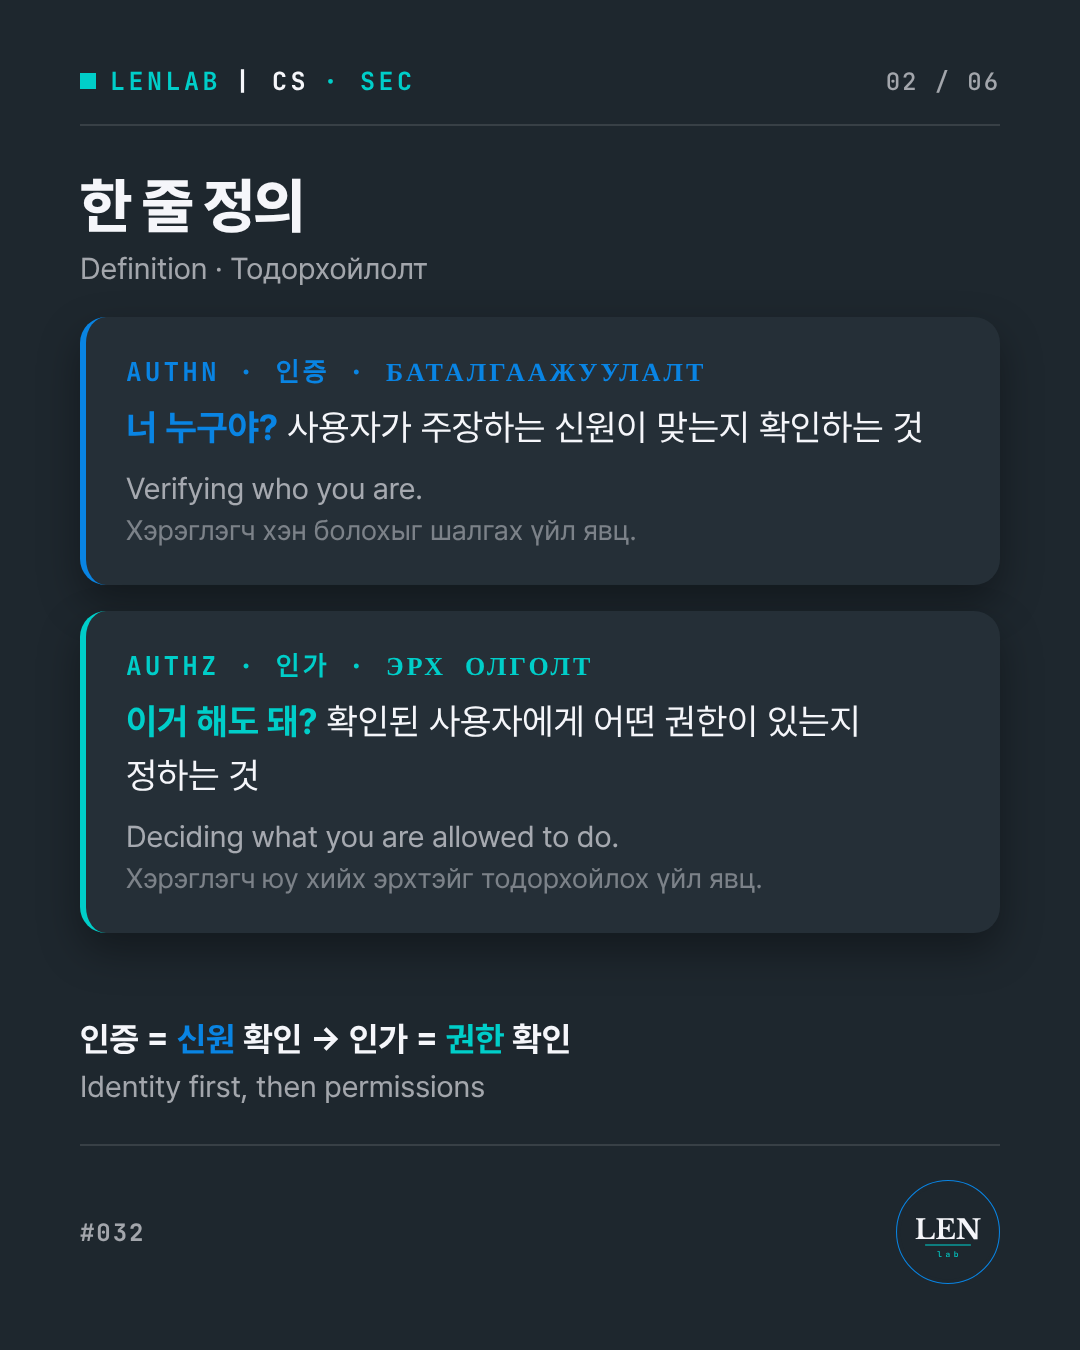 LENLAB | CS · SEC
02 / 06
한 줄 정의
Definition · Тодорхойлолт
AUTHN · 인증 · БАТАЛГААЖУУЛАЛТ
너 누구야? 사용자가 주장하는 신원이 맞는지 확인하는 것
Verifying who you are.
Хэрэглэгч хэн болохыг шалгах үйл явц.
AUTHZ · 인가 · ЭРХ ОЛГОЛТ
이거 해도 돼? 확인된 사용자에게 어떤 권한이 있는지
정하는 것
Deciding what you are allowed to do.
Хэрэглэгч юу хийх эрхтэйг тодорхойлох үйл явц.
인증 = 신원 확인 → 인가 = 권한 확인
Identity first, then permissions
#032
LEN
lab